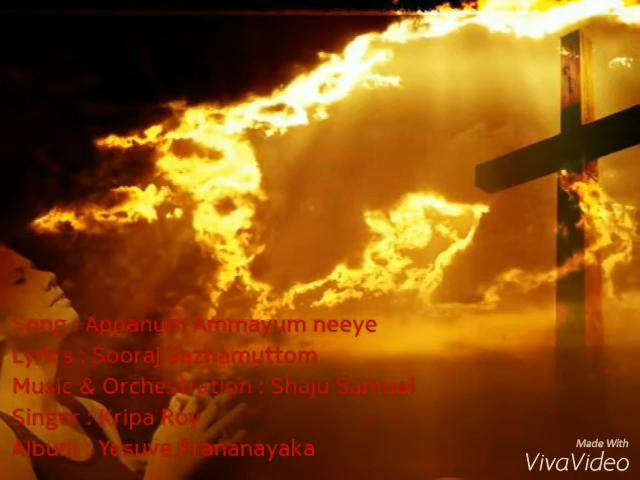 Song : Appanum Ammayum neeye
Lyrics : Sooraj Vazhamuttom
Music & Orchestration : Shaju Samuel
Singer : Kripa Roy
Album : Yesuve Prananayaka
Made With
VivaVideo